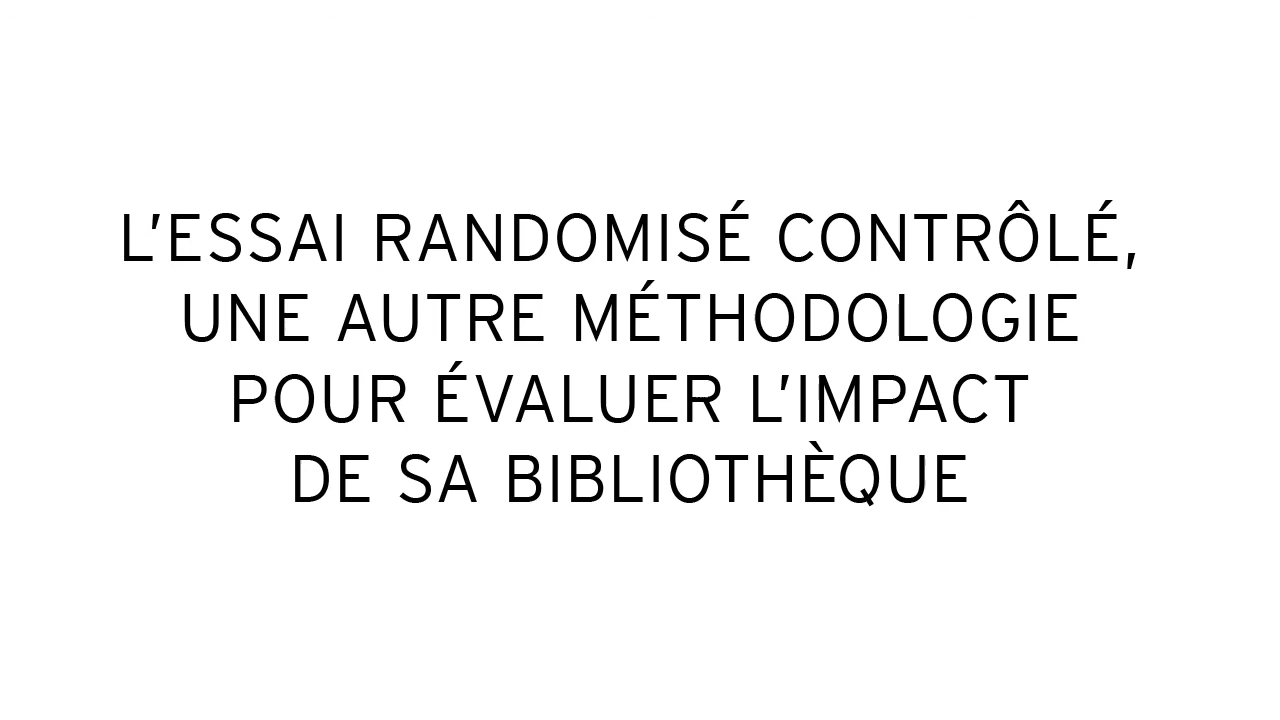 L’ESSAI RANDOMISÉ CONTRÔLÉ,
UNE AUTRE MÉTHODOLOGIE
POUR ÉVALUER L’IMPACT
DE SA BIBLIOTHÈQUE